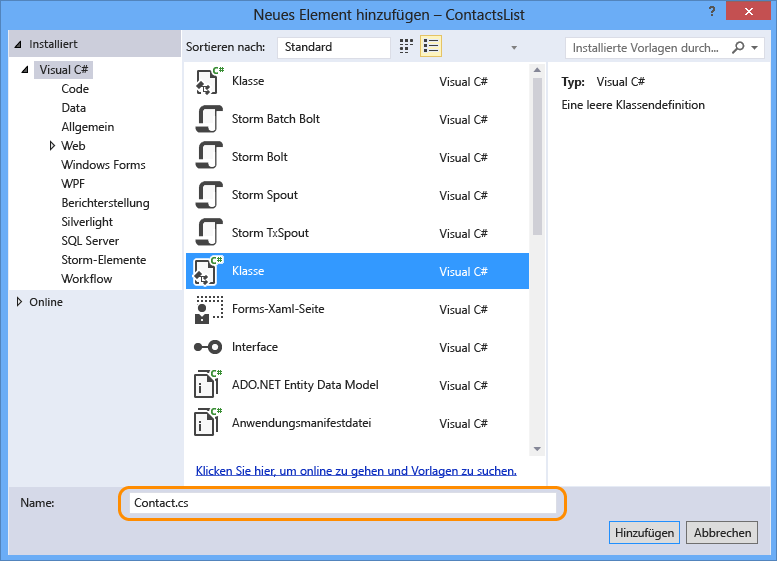 Neues Element hinzufügen – ContactsList
?
Installiert
Sortieren nach: Standard
Installierte Vorlagen durch...
Visual C#
Code
Data
Allgemein
Web
Windows Forms
WPF
Berichterstellung
Silverlight
SQL Server
Storm-Elemente
Workflow
Online
C# Klasse Visual C#
Storm Batch Bolt Visual C#
Storm Bolt Visual C#
Storm Spout Visual C#
Storm TxSpout Visual C#
C# Klasse Visual C#
Forms-Xaml-Seite Visual C#
Interface Visual C#
C# ADO.NET Entity Data Model Visual C#
C# Anwendungsmanifestdatei Visual C#
Klicken Sie hier, um online zu gehen und Vorlagen zu suchen.
Typ: Visual C#
Eine leere Klassendefinition
Name: Contact.cs
Hinzufügen Abbrechen